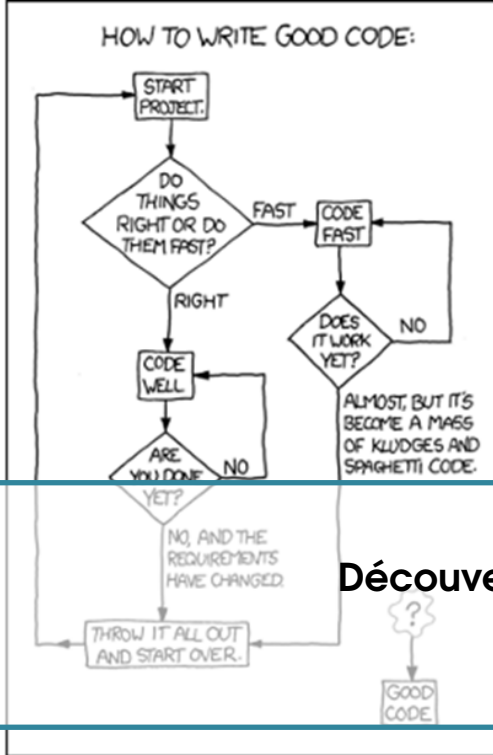 HOW TO WRITE GOOD CODE:
START
PROJECT.
DO
THINGS
RIGHT OR DO
THEM FAST?
FAST
CODE
FAST
RIGHT
DOES
IT WORK
YET?
NO
CODE
WELL
ALMOST, BUT IT'S
BECOME A MASS
OF KLUDGES AND
SPAGHETTI CODE.
ARE
YOU DONE
YET?
NO
NO, AND THE
REQUIREMENTS
HAVE CHANGED.
Découve
?
THROW IT ALL OUT
AND START OVER.
GOOD
CODE